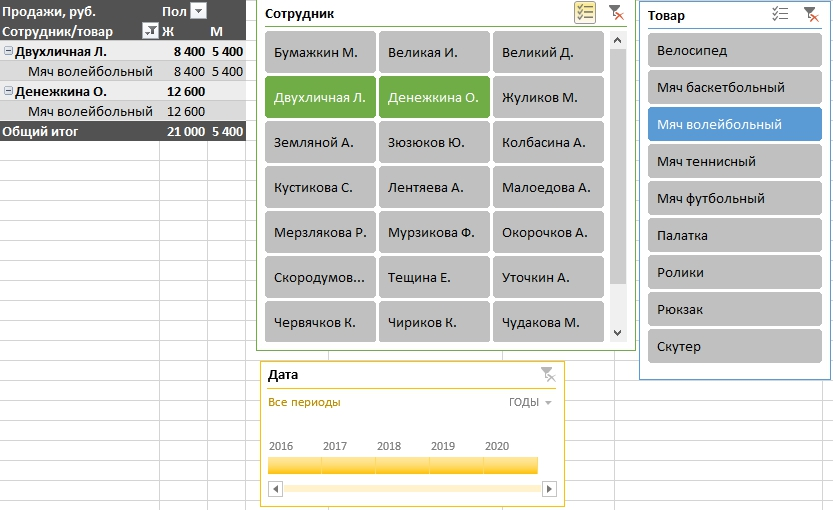 Продажи, руб. Пол
Сотрудник/товар Ж М
Двухличная Л. 8 400 5 400
Мяч волейбольный 8 400 5 400
Денежкина О. 12 600
Мяч волейбольный 12 600
Общий итог 21 000 5 400
Сотрудник
Бумажкин М. Великая И. Великий Д.
Двухличная Л. Денежкина О. Жуликов М.
Земляной А. Зюзюков Ю. Колбасина А.
Кустикова С. Лентяева А. Малоедова А.
Мерзлякова Р. Мурзикова Ф. Окорочков А.
Скородумов... Тещина Е. Уточкин А.
Червячков К. Чириков К. Чудакова М.
Товар
Велосипед
Мяч баскетбольный
Мяч волейбольный
Мяч теннисный
Мяч футбольный
Палатка
Ролики
Рюкзак
Скутер
Дата
Все периоды ГОДЫ
2016 2017 2018 2019 2020